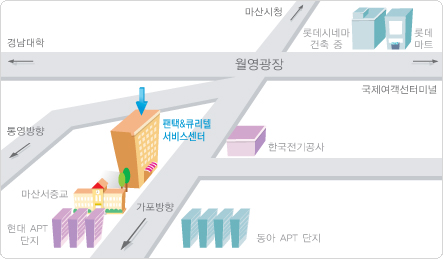 마산시청
롯데시네마
건축 중
롯데
마트
경남대학
월영광장
국제여객선터미널
팬택&큐리텔
서비스센터
통영방향
한국전기공사
마산서중교
가포방향
현대 APT
단지
동아 APT 단지